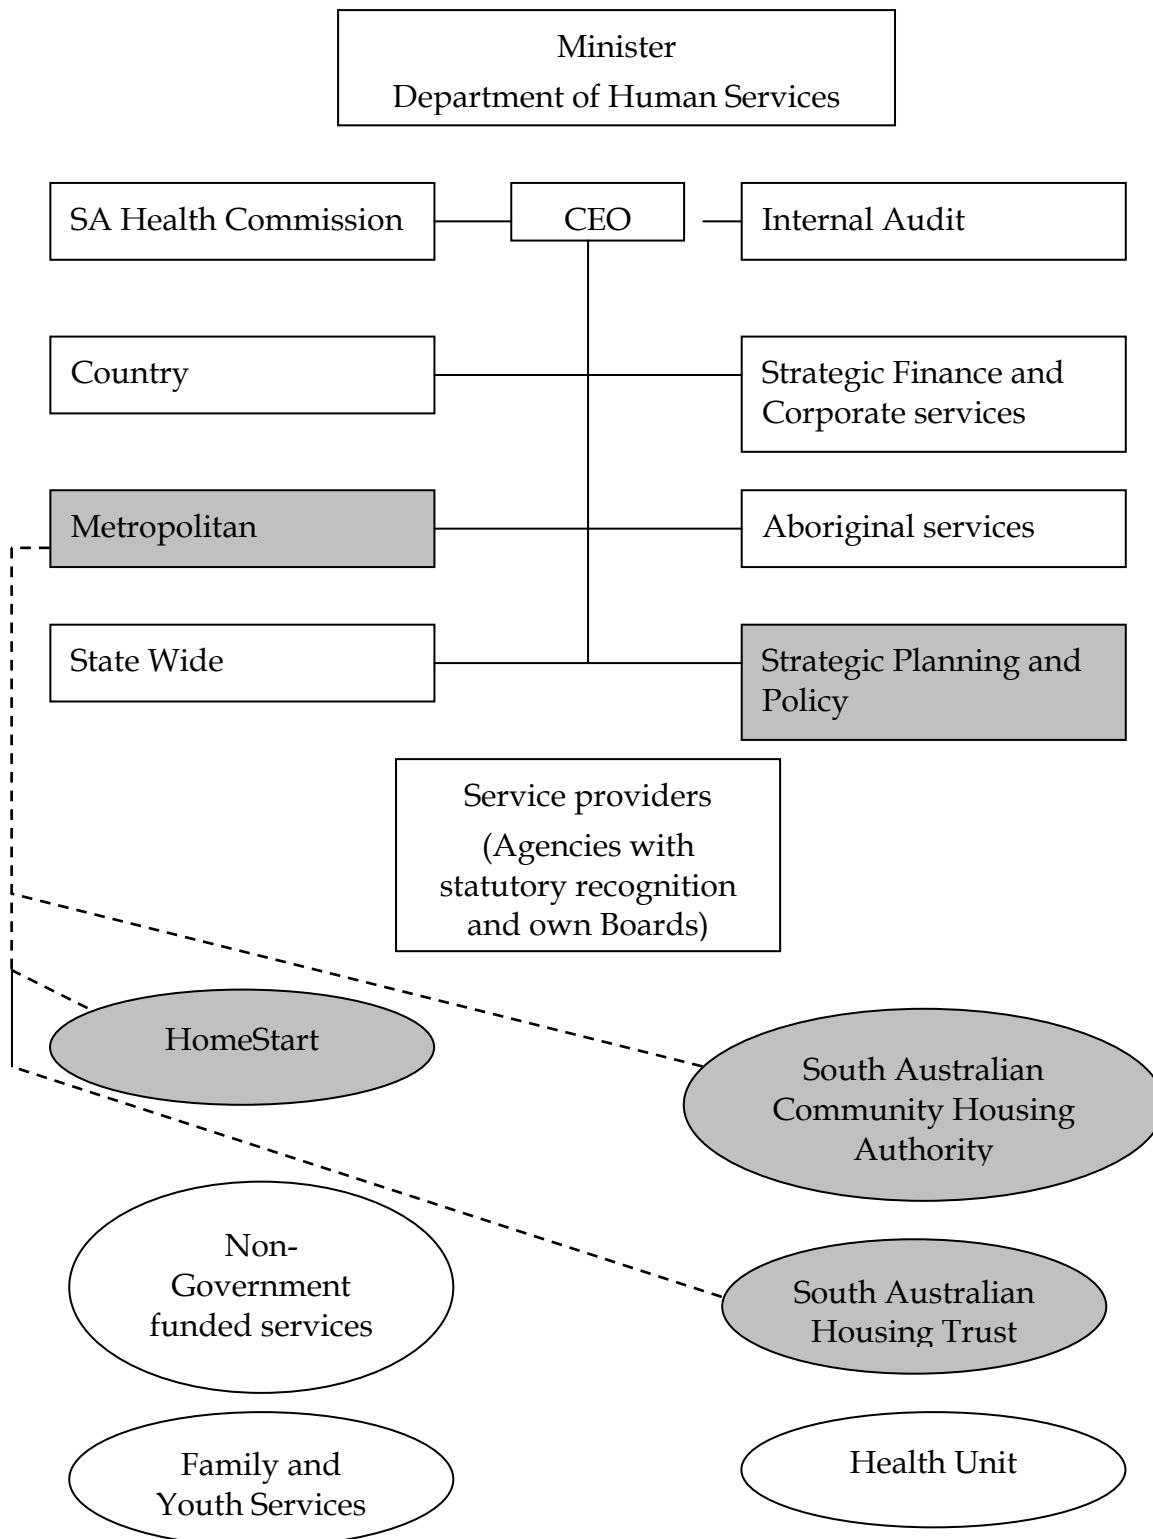 Minister
Department of Human Services
SA Health Commission
CEO
Internal Audit
Country
Strategic Finance and
Corporate services
Metropolitan
Aboriginal services
State Wide
Strategic Planning and
Policy
Service providers
(Agencies with
statutory recognition
and own Boards)
HomeStart
South Australian
Community Housing
Authority
Non-
Government
funded services
South Australian
Housing Trust
Family and
Youth Services
Health Unit